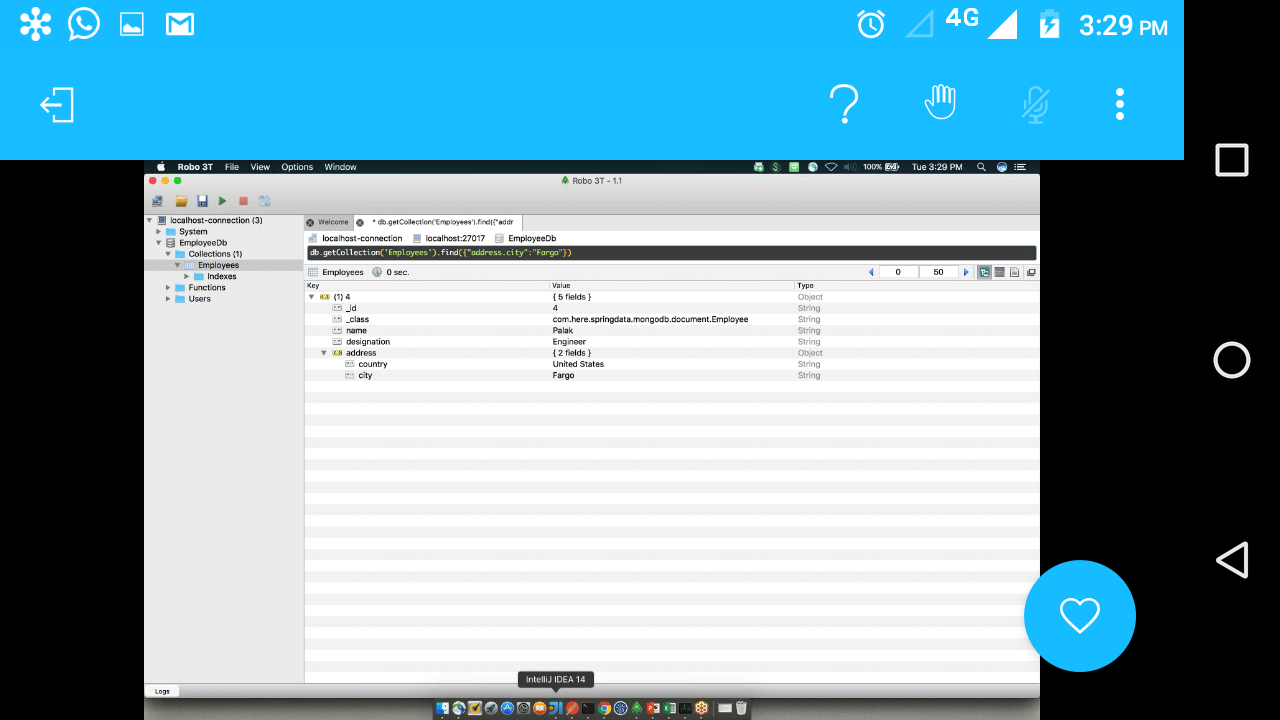 4G 3:29 PM
Robo 3T File View Options Window 100% Tue 3:29 PM
Robo 3T - 1.1
localhost-connection (3)
System
EmployeeDb
Collections (1)
Employees
Indexes
Functions
Users
Welcome * db.getCollection('Employees').find({"addr
localhost-connection localhost:27017 EmployeeDb
db.getCollection('Employees').find({"address.city":"Fargo"})
Employees 0 sec. 0 50
Key Value Type
(1) 4 { 5 fields } Object
_id 4 String
_class com.here.springdata.mongodb.document.Employee String
name Palak String
designation Engineer String
address { 2 fields } Object
country United States String
city Fargo String
IntelliJ IDEA 14
Logs